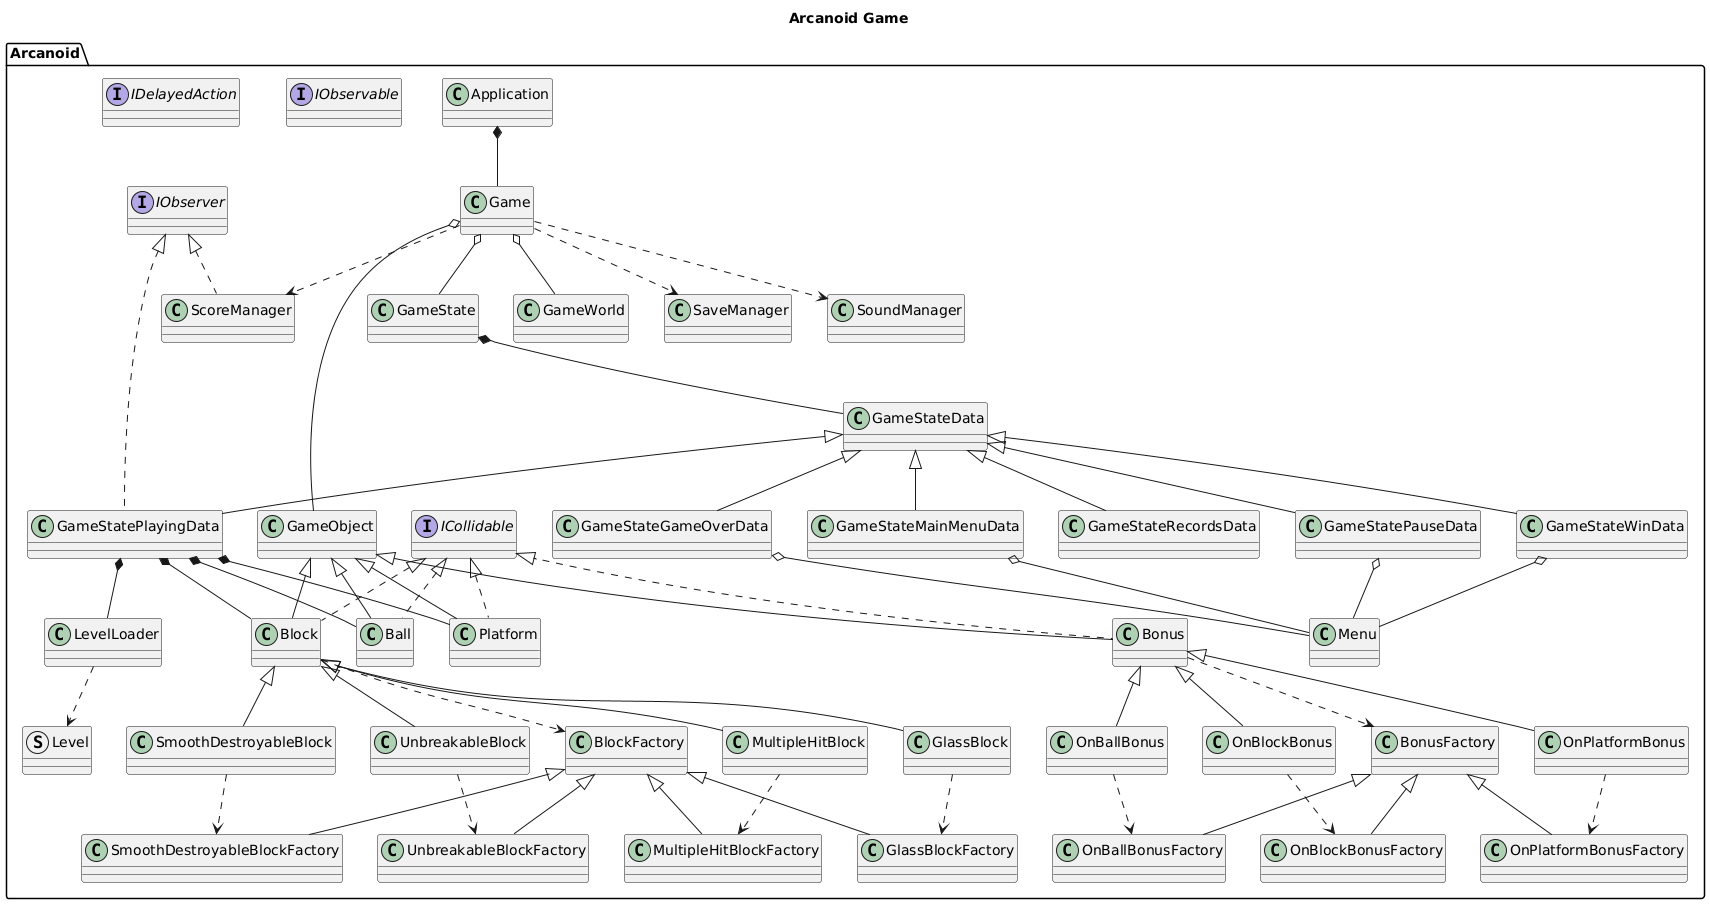 Arcanoid Game
Arcanoid
I IDelayedAction
I IObservable
C Application
I IObserver
C Game
C ScoreManager
C GameState
C GameWorld
C SaveManager
C SoundManager
C GameStateData
C GameStatePlayingData
C GameObject
I ICollidable
C GameStateGameOverData
C GameStateMainMenuData
C GameStateRecordsData
C GameStatePauseData
C GameStateWinData
C LevelLoader
C Block
C Ball
C Platform
C Bonus
C Menu
S Level
C SmoothDestroyableBlock
C UnbreakableBlock
C BlockFactory
C MultipleHitBlock
C GlassBlock
C OnBallBonus
C OnBlockBonus
C BonusFactory
C OnPlatformBonus
C SmoothDestroyableBlockFactory
C UnbreakableBlockFactory
C MultipleHitBlockFactory
C GlassBlockFactory
C OnBallBonusFactory
C OnBlockBonusFactory
C OnPlatformBonusFactory